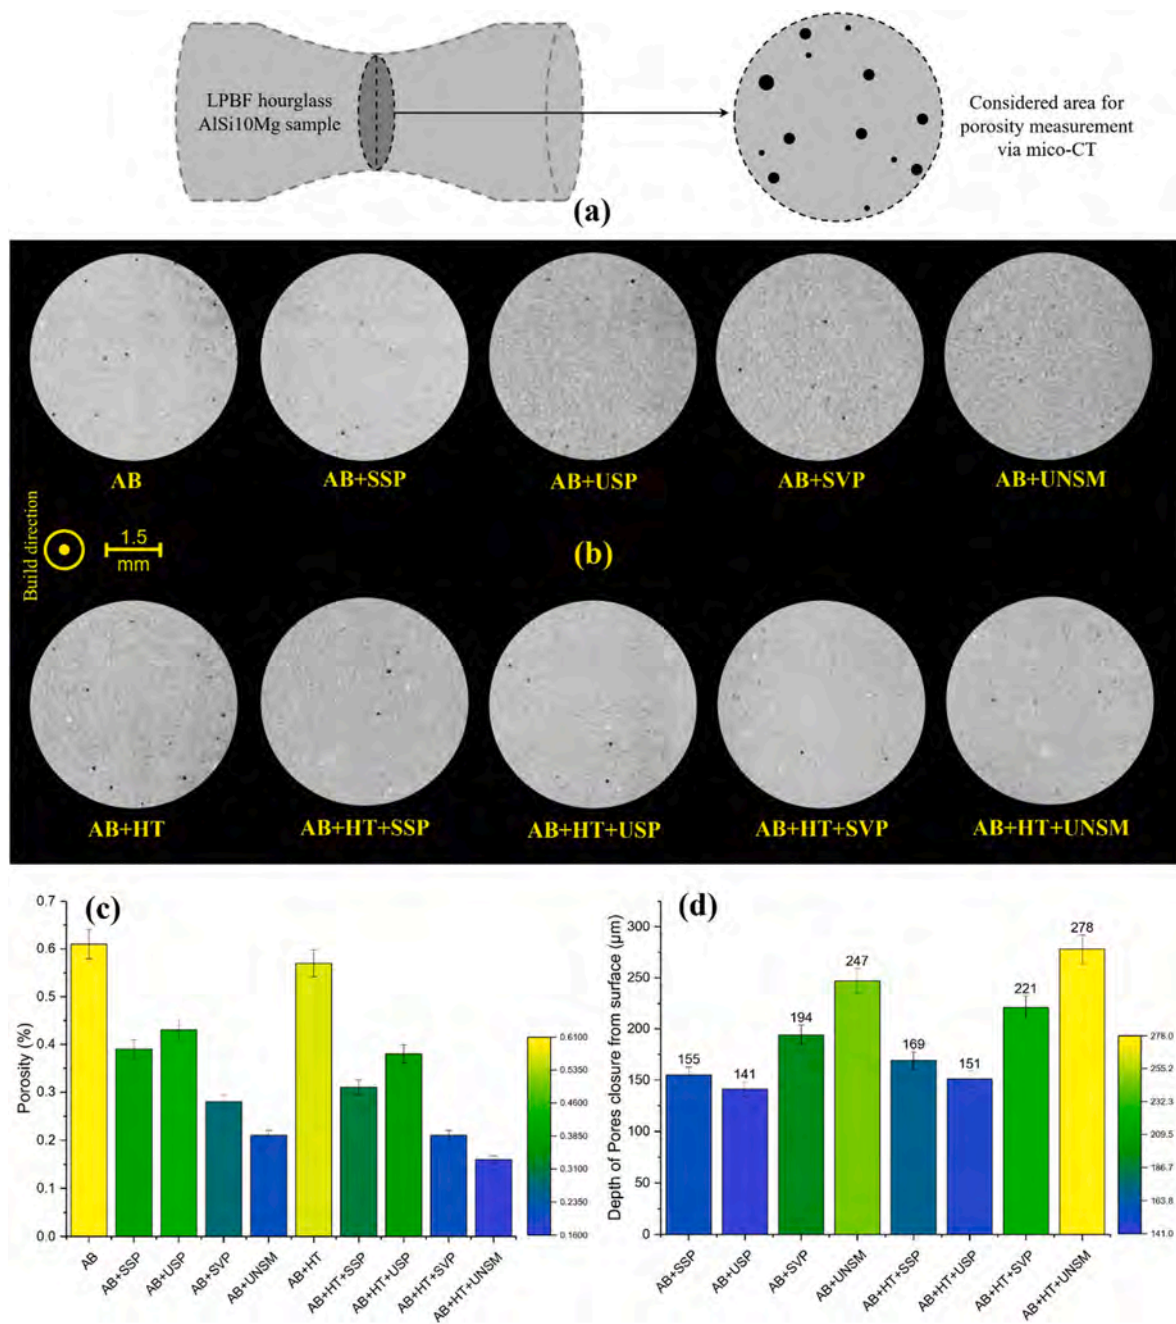 LPBF hourglass
AlSi10Mg sample
Considered area for
porosity measurement
via mico-CT
(a)
AB
AB+SSP
AB+USP
AB+SVP
AB+UNSM
Build direction
1.5
mm
(b)
AB+HT
AB+HT+SSP
AB+HT+USP
AB+HT+SVP
AB+HT+UNSM
(c)
Porosity (%)
0.7
0.6
0.5
0.4
0.3
0.2
0.1
0.0
AB
AB+SSP
AB+USP
AB+SVP
AB+UNSM
AB+HT
AB+HT+SSP
AB+HT+USP
AB+HT+SVP
AB+HT+UNSM
0.6100
0.5350
0.4600
0.3850
0.3100
0.2350
0.1600
(d)
Depth of Pores closure from surface (μm)
300
250
200
150
100
50
0
155
141
194
247
169
151
221
278
AB+SSP
AB+USP
AB+SVP
AB+UNSM
AB+HT+SSP
AB+HT+USP
AB+HT+SVP
AB+HT+UNSM
278.0
255.2
232.3
209.5
186.7
163.8
141.0